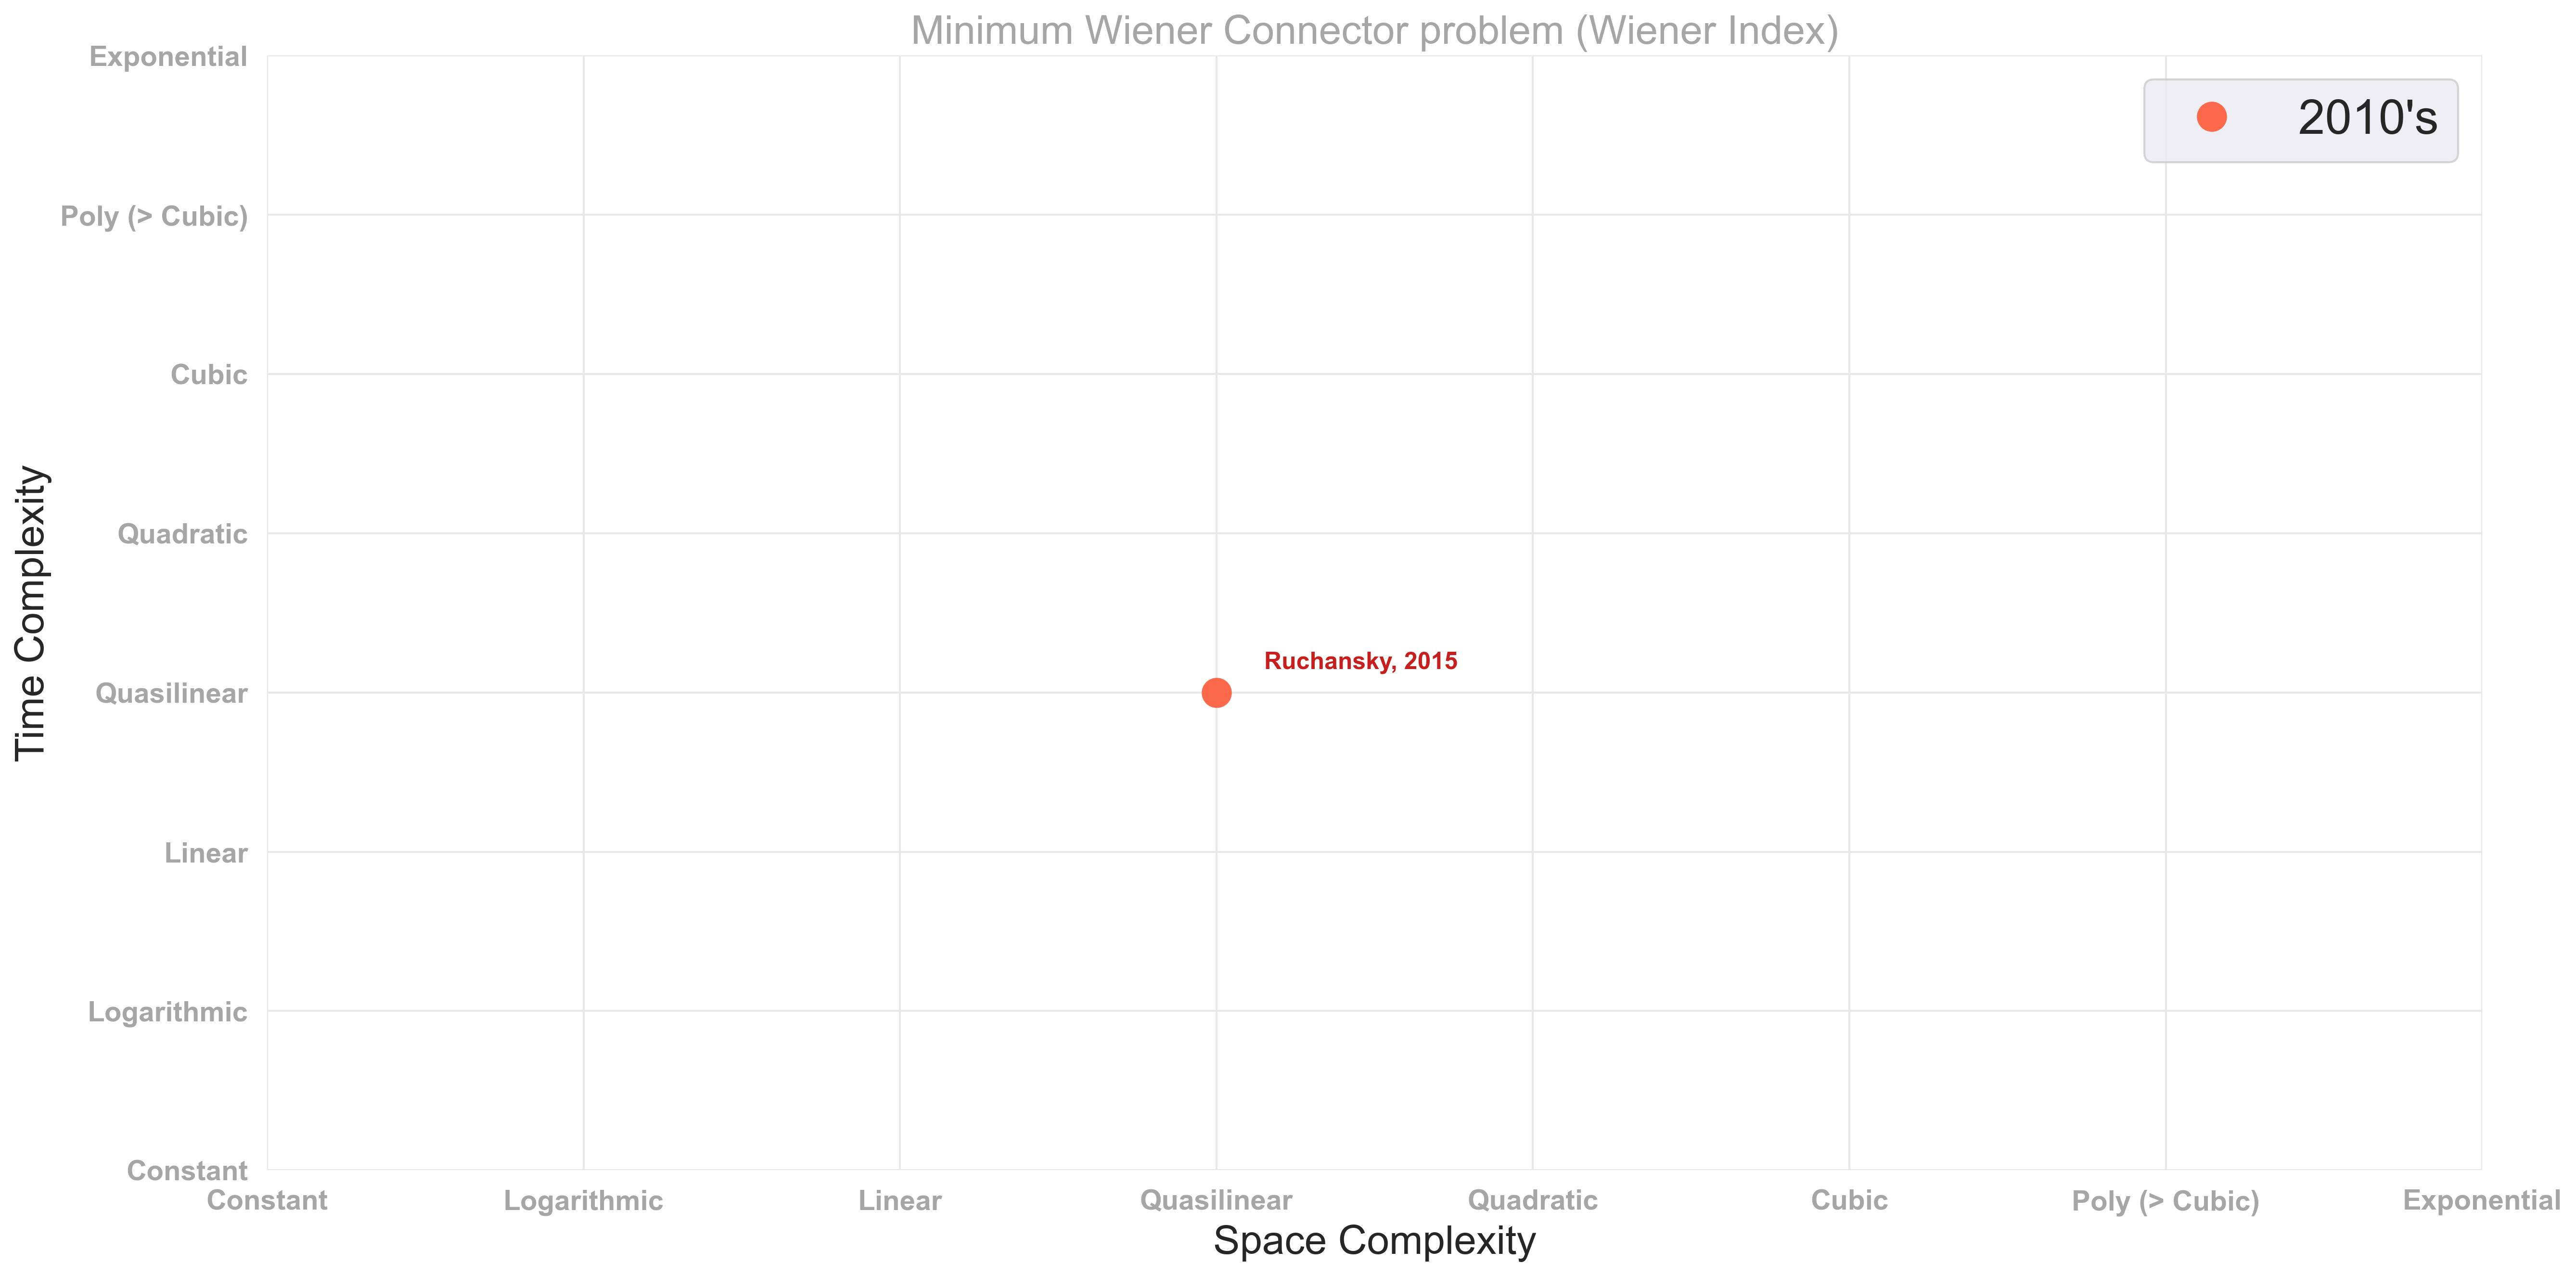 Minimum Wiener Connector problem (Wiener Index)
Exponential
Poly (> Cubic)
Cubic
Quadratic
Quasilinear
Linear
Logarithmic
Constant
Time Complexity
2010's
Ruchansky, 2015
Constant
Logarithmic
Linear
Quasilinear
Quadratic
Cubic
Poly (> Cubic)
Exponential
Space Complexity